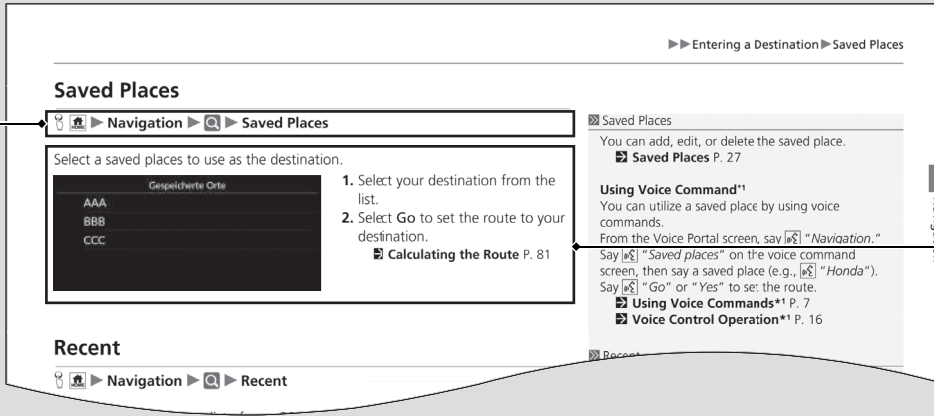 ▶▶Entering a Destination▶Saved Places
Saved Places
HOME ▶ Navigation ▶ ▶ Saved Places
Select a saved places to use as the destination.
Gespeicherte Orte
AAA
BBB
CCC
1. Select your destination from the
list.
2. Select Go to set the route to your
destination.
Calculating the Route P. 81
Recent
HOME ▶ Navigation ▶ ▶ Recent
Saved Places
You can add, edit, or delete the saved place.
Saved Places P. 27
Using Voice Command*1
You can utilize a saved place by using voice
commands.
From the Voice Portal screen, say "Navigation."
Say "Saved places" on the voice command
screen, then say a saved place (e.g., "Honda").
Say "Go" or "Yes" to set the route.
Using Voice Commands*1 P. 7
Voice Control Operation*1 P. 16
Recent